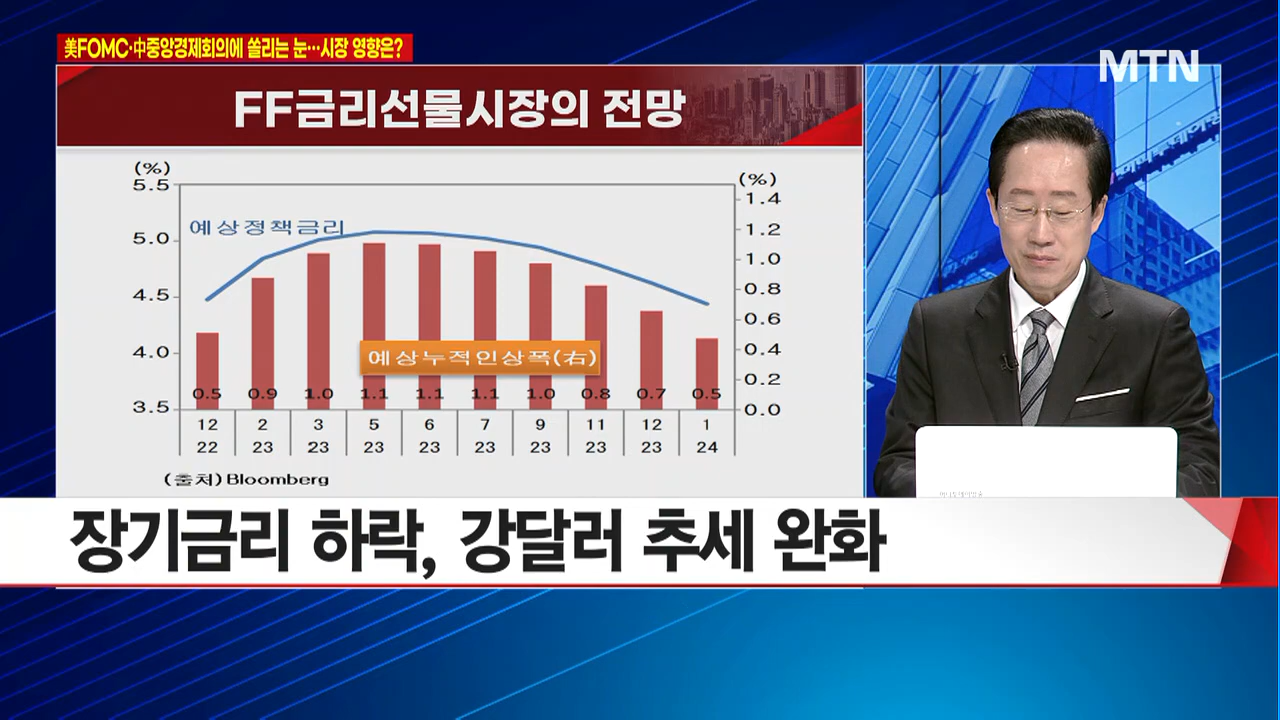 美FOMC·中중앙경제회의에 쏠리는 눈…시장 영향은?
MTN
FF금리선물시장의 전망
(%)
(%)
5.5
5.0
4.5
4.0
3.5
1.4
1.2
1.0
0.8
0.6
0.4
0.2
0.0
예상정책금리
예상누적인상폭(右)
0.5 0.9 1.0 1.1 1.1 1.1 1.0 0.8 0.7 0.5
12 2 3 5 6 7 9 11 12 1
22 23 23 23 23 23 23 23 23 24
(출처) Bloomberg
장기금리 하락, 강달러 추세 완화